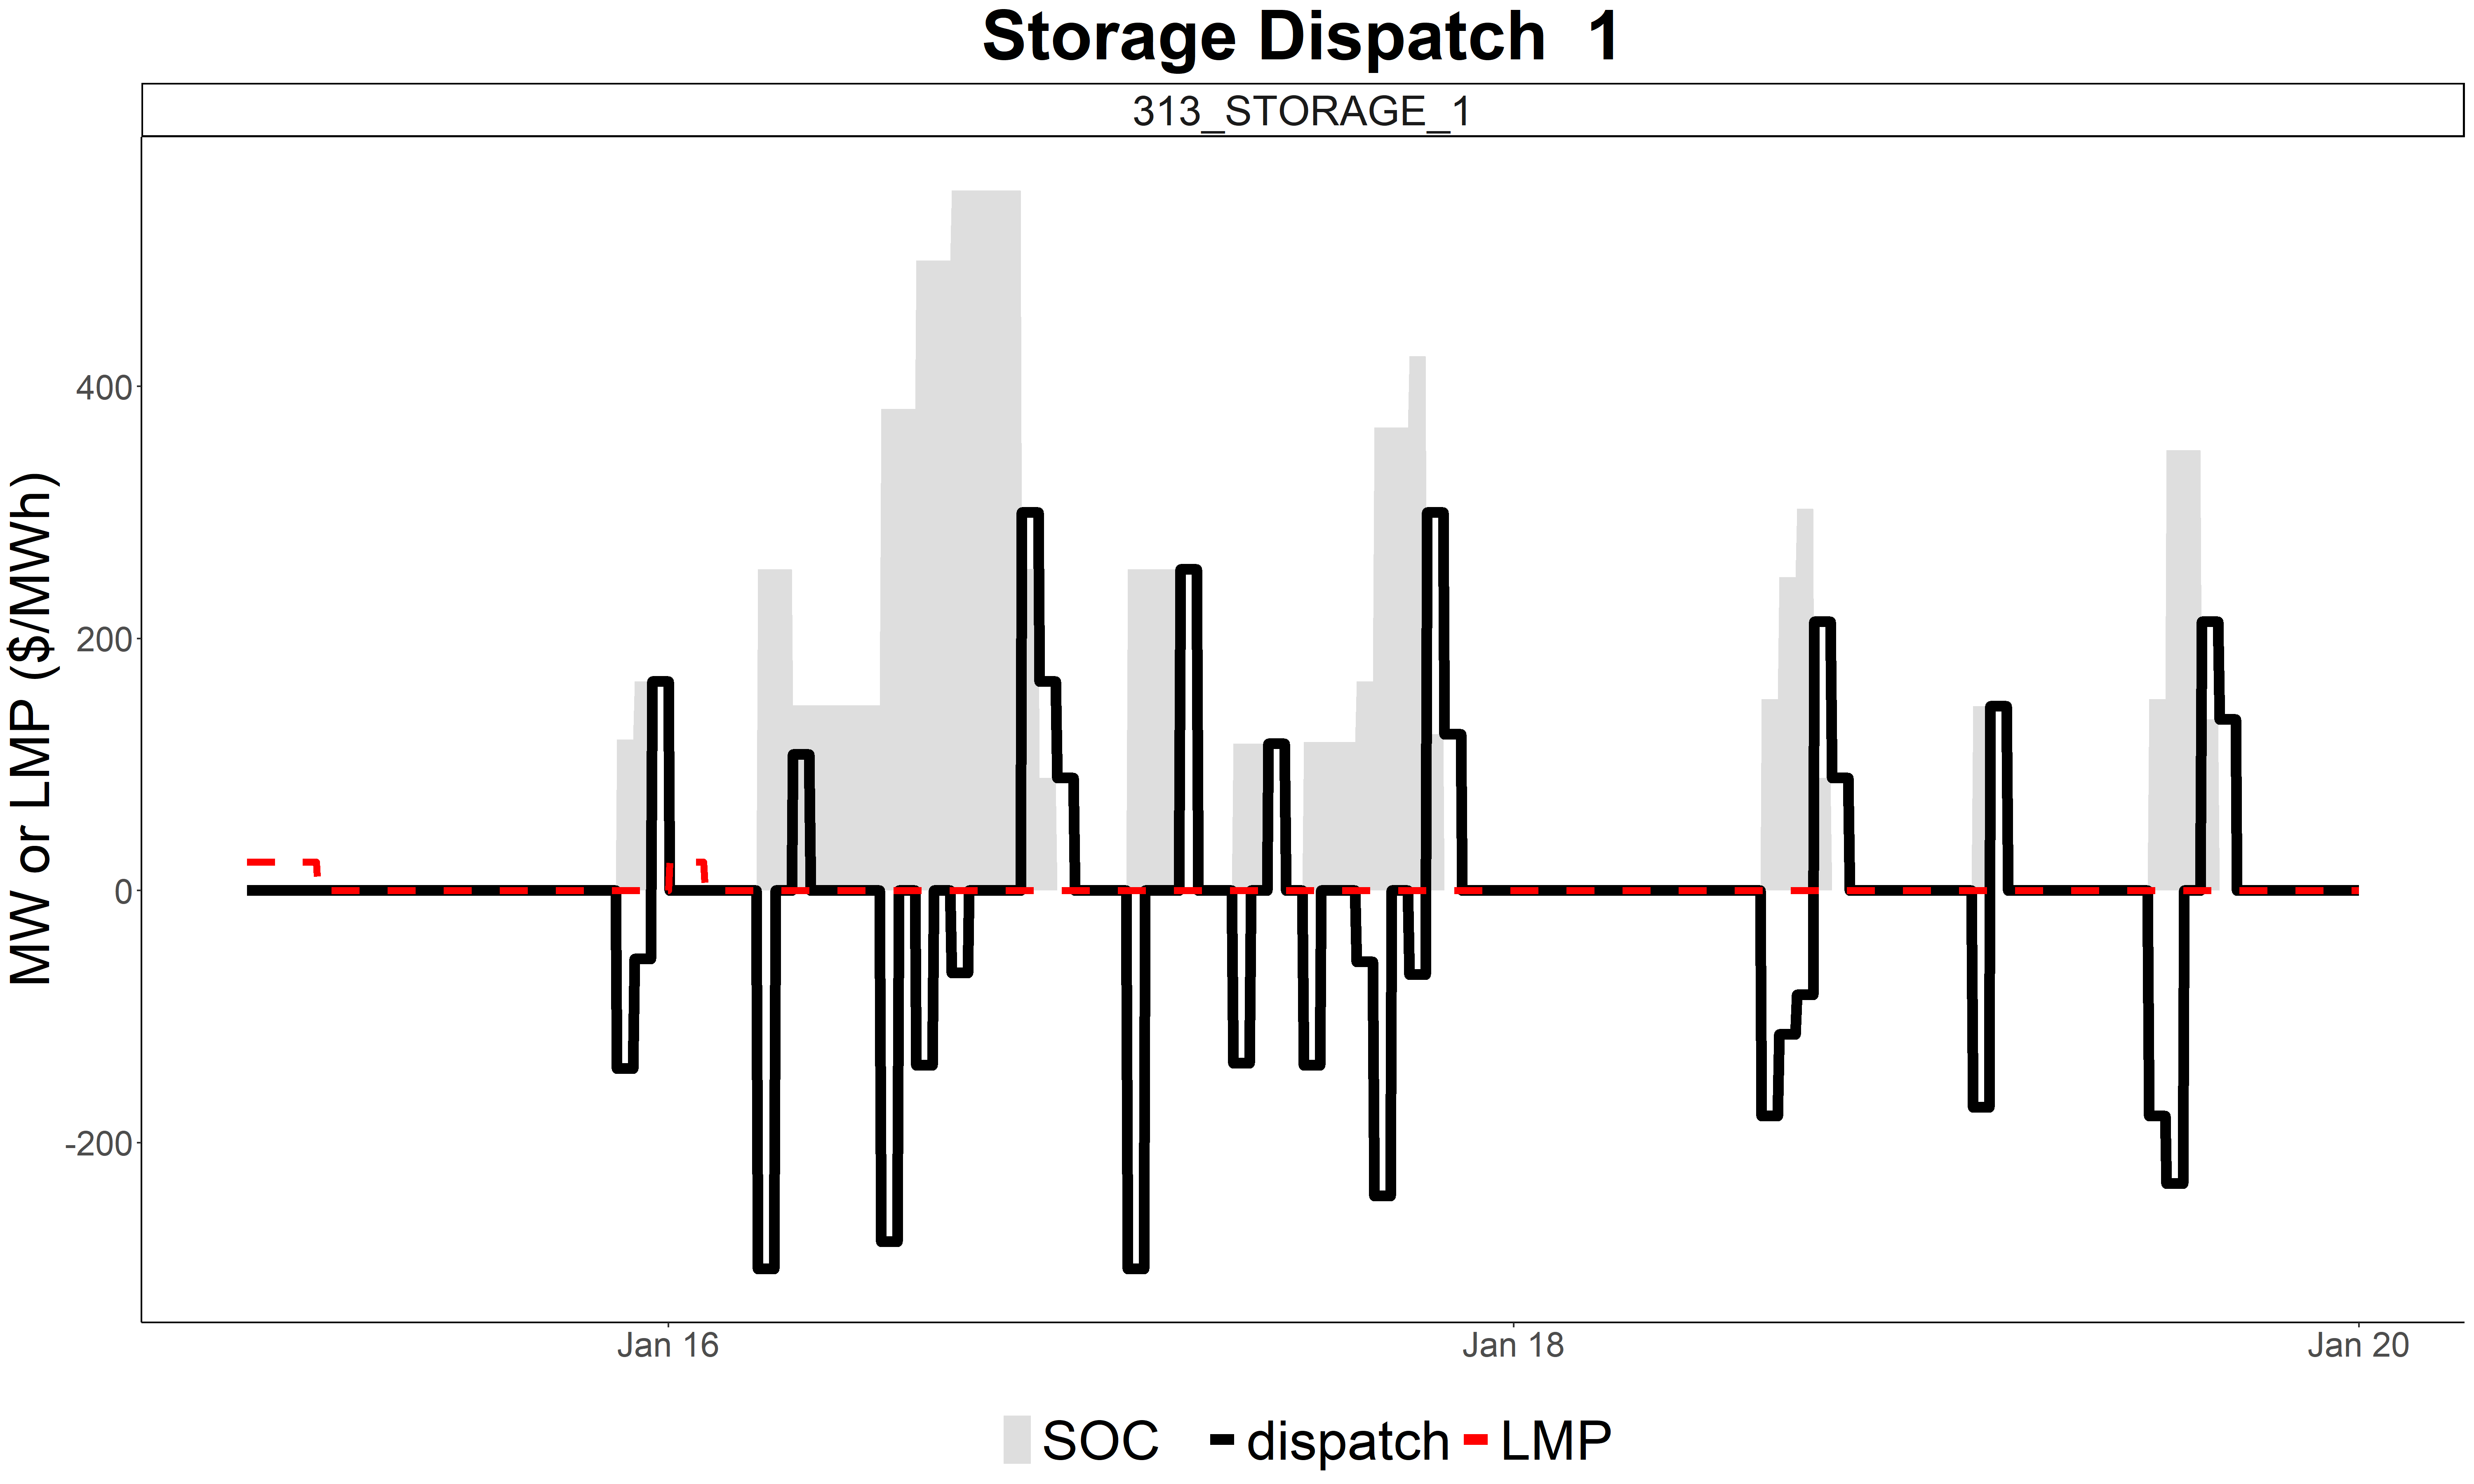 Storage Dispatch  1
313_STORAGE_1
MW or LMP ($/MWh)
400
200
0
-200
Jan 16
Jan 18
Jan 20
SOC
dispatch
LMP